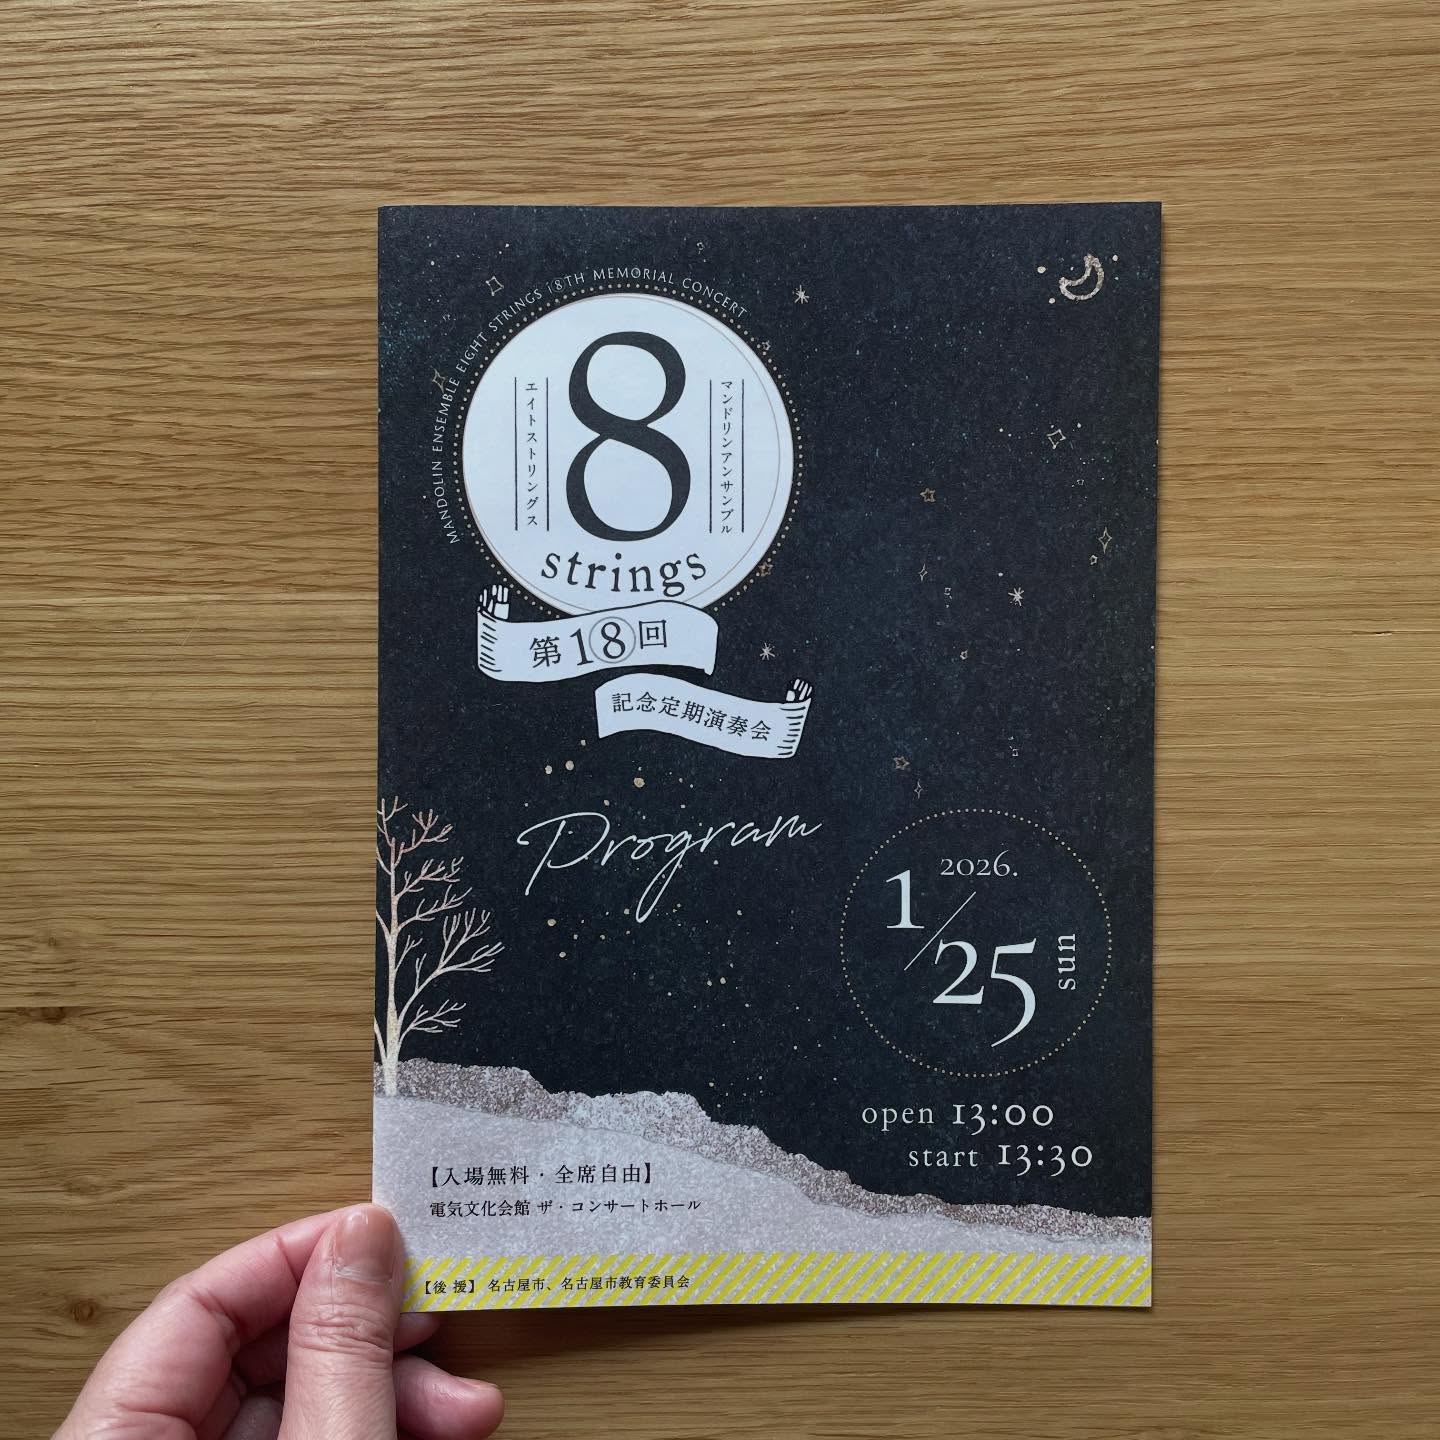 MANDOLIN ENSEMBLE EIGHT STRINGS 18TH MEMORIAL CONCERT
マンドリンアンサンブル
エイトストリングス
8
strings
第18回
記念定期演奏会
Program
2026.
1/25
sun
open 13:00
start 13:30
【入場無料・全席自由】
電気文化会館 ザ・コンサートホール
【後 援】 名古屋市、名古屋市教育委員会